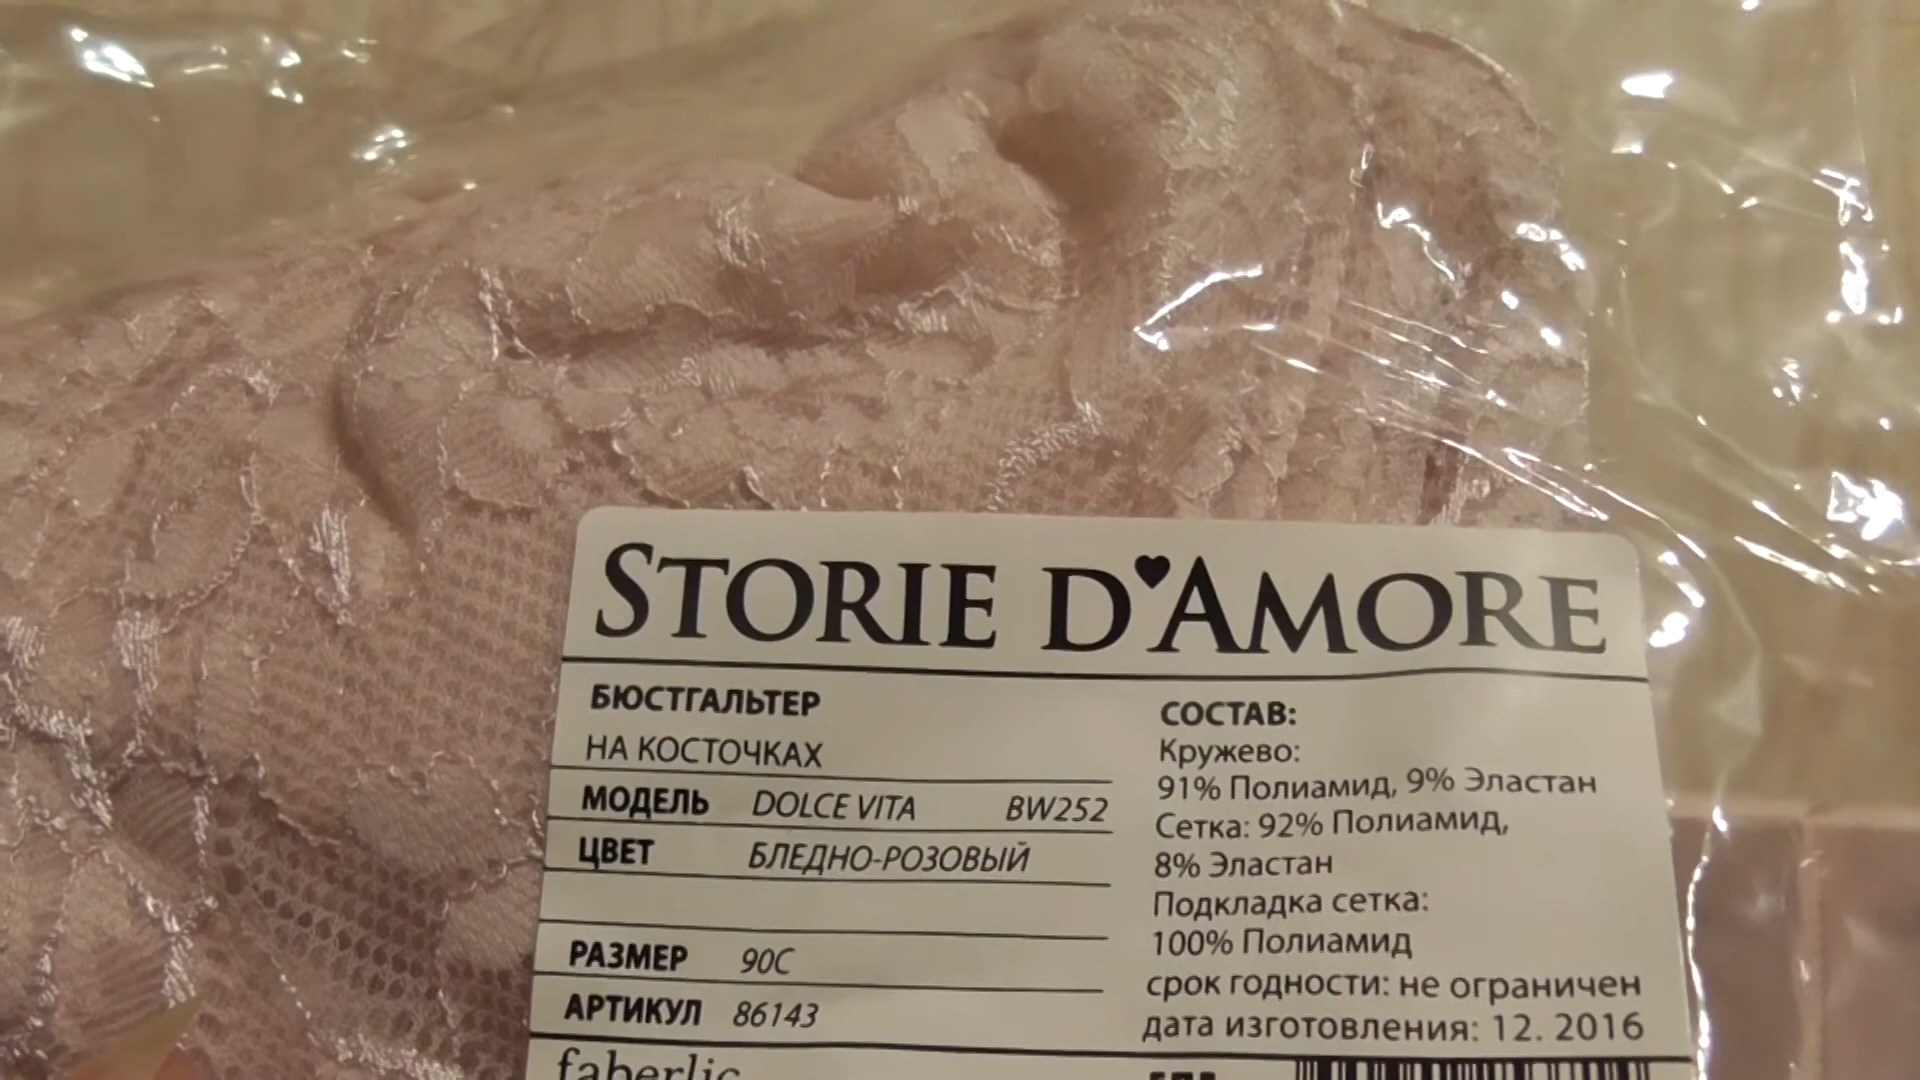 STORIE D'AMORE
БЮСТГАЛЬТЕР
НА КОСТОЧКАХ
МОДЕЛЬ DOLCE VITA BW252
ЦВЕТ БЛЕДНО-РОЗОВЫЙ
РАЗМЕР 90C
АРТИКУЛ 86143
faberlic
СОСТАВ:
Кружево:
91% Полиамид, 9% Эластан
Сетка: 92% Полиамид,
8% Эластан
Подкладка сетка:
100% Полиамид
срок годности: не ограничен
дата изготовления: 12. 2016